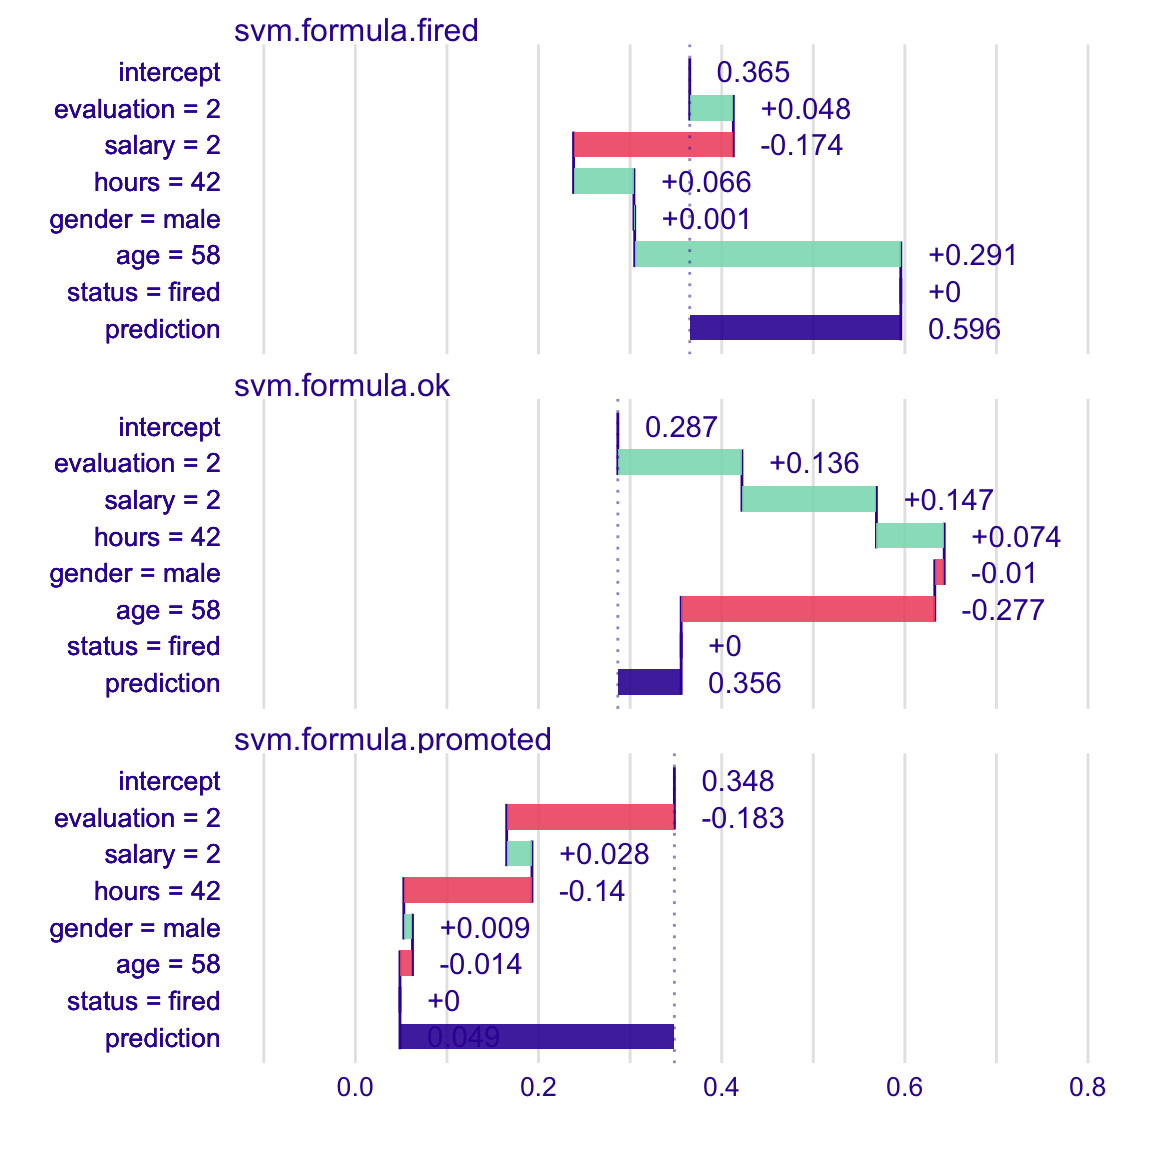 svm.formula.fired
intercept 0.365
evaluation = 2 +0.048
salary = 2 -0.174
hours = 42 +0.066
gender = male +0.001
age = 58 +0.291
status = fired +0
prediction 0.596
svm.formula.ok
intercept 0.287
evaluation = 2 +0.136
salary = 2 +0.147
hours = 42 +0.074
gender = male -0.01
age = 58 -0.277
status = fired +0
prediction 0.356
svm.formula.promoted
intercept 0.348
evaluation = 2 -0.183
salary = 2 +0.028
hours = 42 -0.14
gender = male +0.009
age = 58 -0.014
status = fired +0
prediction 0.049
0.0 0.2 0.4 0.6 0.8